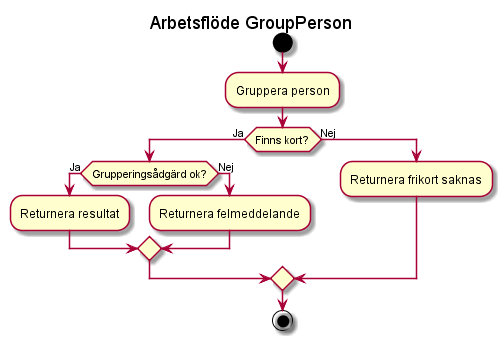 Arbetsflöde GroupPerson
Gruppera person
Ja
Finns kort?
Nej
Ja
Grupperingsådgärd ok?
Nej
Returnera frikort saknas
Returnera resultat
Returnera felmeddelande